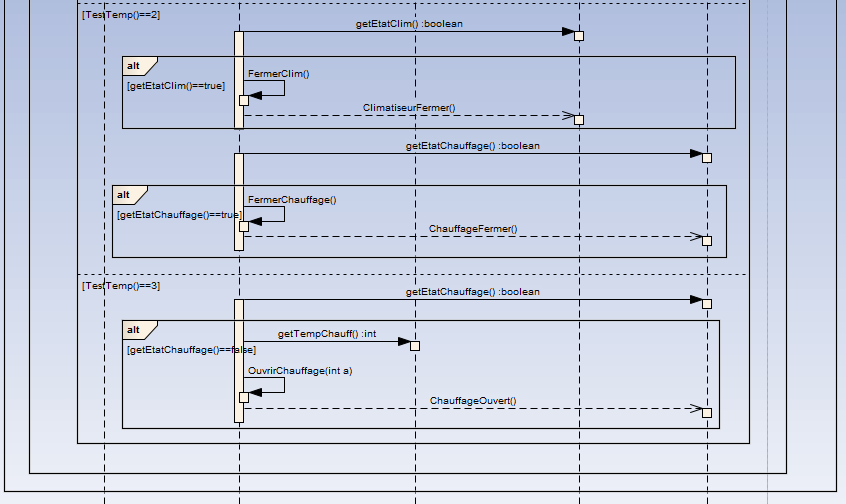 [TestTemp()==2]
getEtatClim() :boolean
alt
FermerClim()
[getEtatClim()==true]
ClimatiseurFermer()
getEtatChauffage() :boolean
alt
FermerChauffage()
[getEtatChauffage()==true]
ChauffageFermer()
[TestTemp()==3]
getEtatChauffage() :boolean
alt
getTempChauff() :int
[getEtatChauffage()==false]
OuvrirChauffage(int a)
ChauffageOuvert()